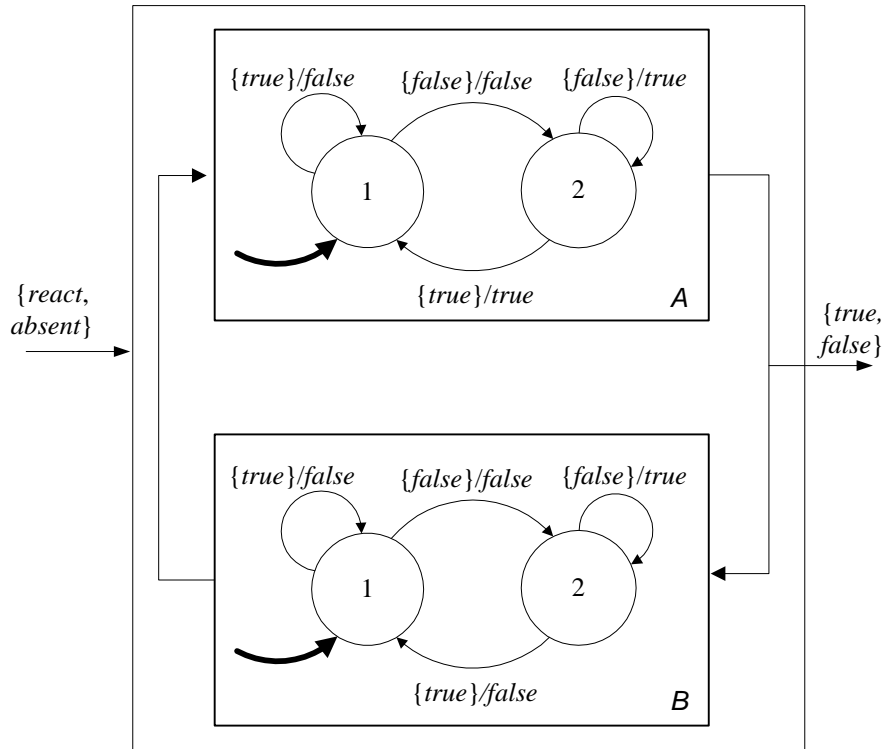 {true}/false
{false}/false
{false}/true
1
2
{true}/true
A
{react,
absent}
{true,
false}
{true}/false
{false}/false
{false}/true
1
2
{true}/false
B